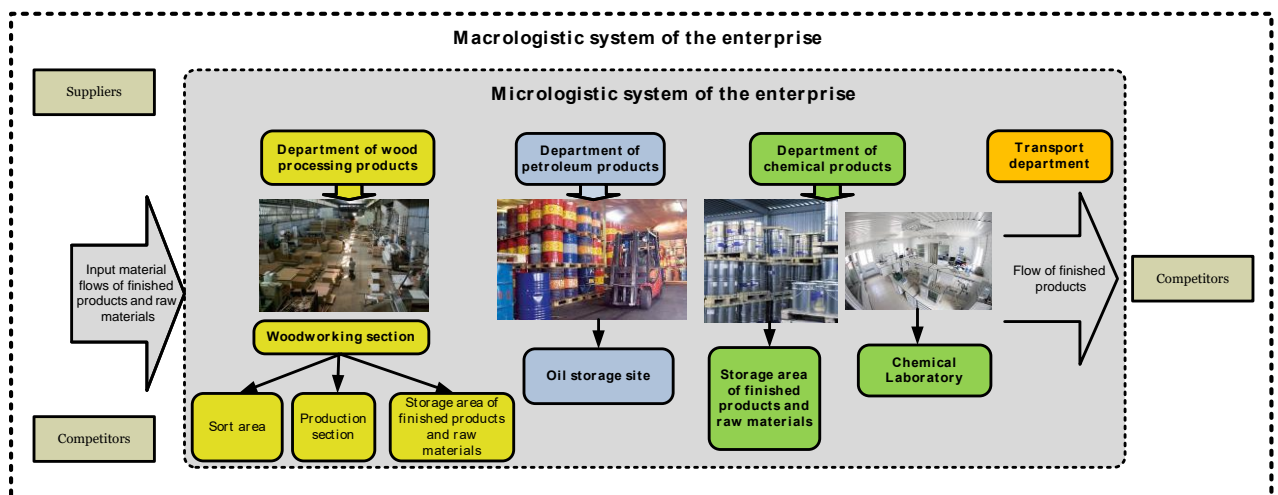 Macrologistic system of the enterprise
Suppliers
Micrologistic system of the enterprise
Department of wood
processing products
Department of
petroleum products
Department of
chemical products
Transport
department
Input material
flows of finished
products and raw
materials
Flow of finished
products
Competitors
Woodworking section
Oil storage site
Storage area
of finished
products and
raw materials
Chemical
Laboratory
Sort area
Production
section
Storage area of
finished products
and raw
materials
Competitors